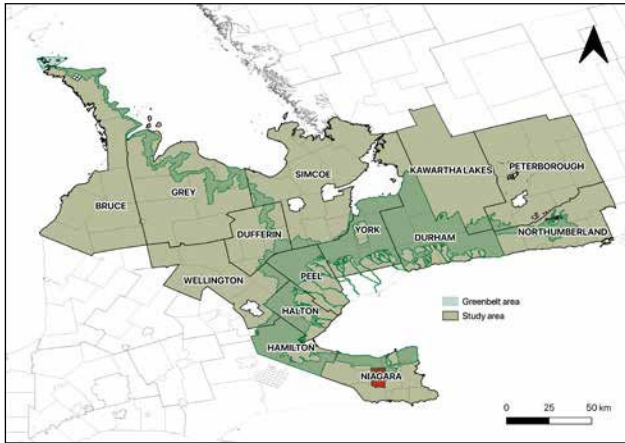 SIMCOE
KAWARTHA LAKES
PETERBOROUGH
GREY
BRUCE
DUFFERIN
YORK
DURHAM
NORTHUMBERLAND
WELLINGTON
PEEL
HALTON
HAMILTON
NIAGARA
Greenbelt area
Study area
0 25 50 km